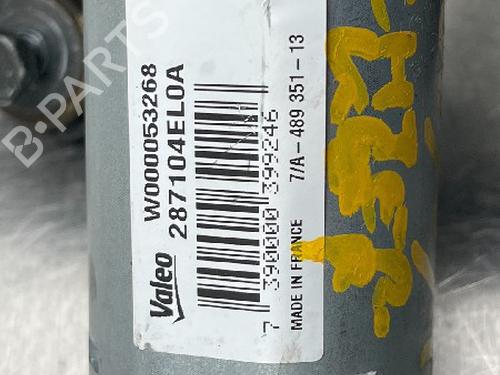 Valeo
W000053268
287104EL0A
7 390000 399246
7/A-489 351-13
MADE IN FRANCE
B-PARTS